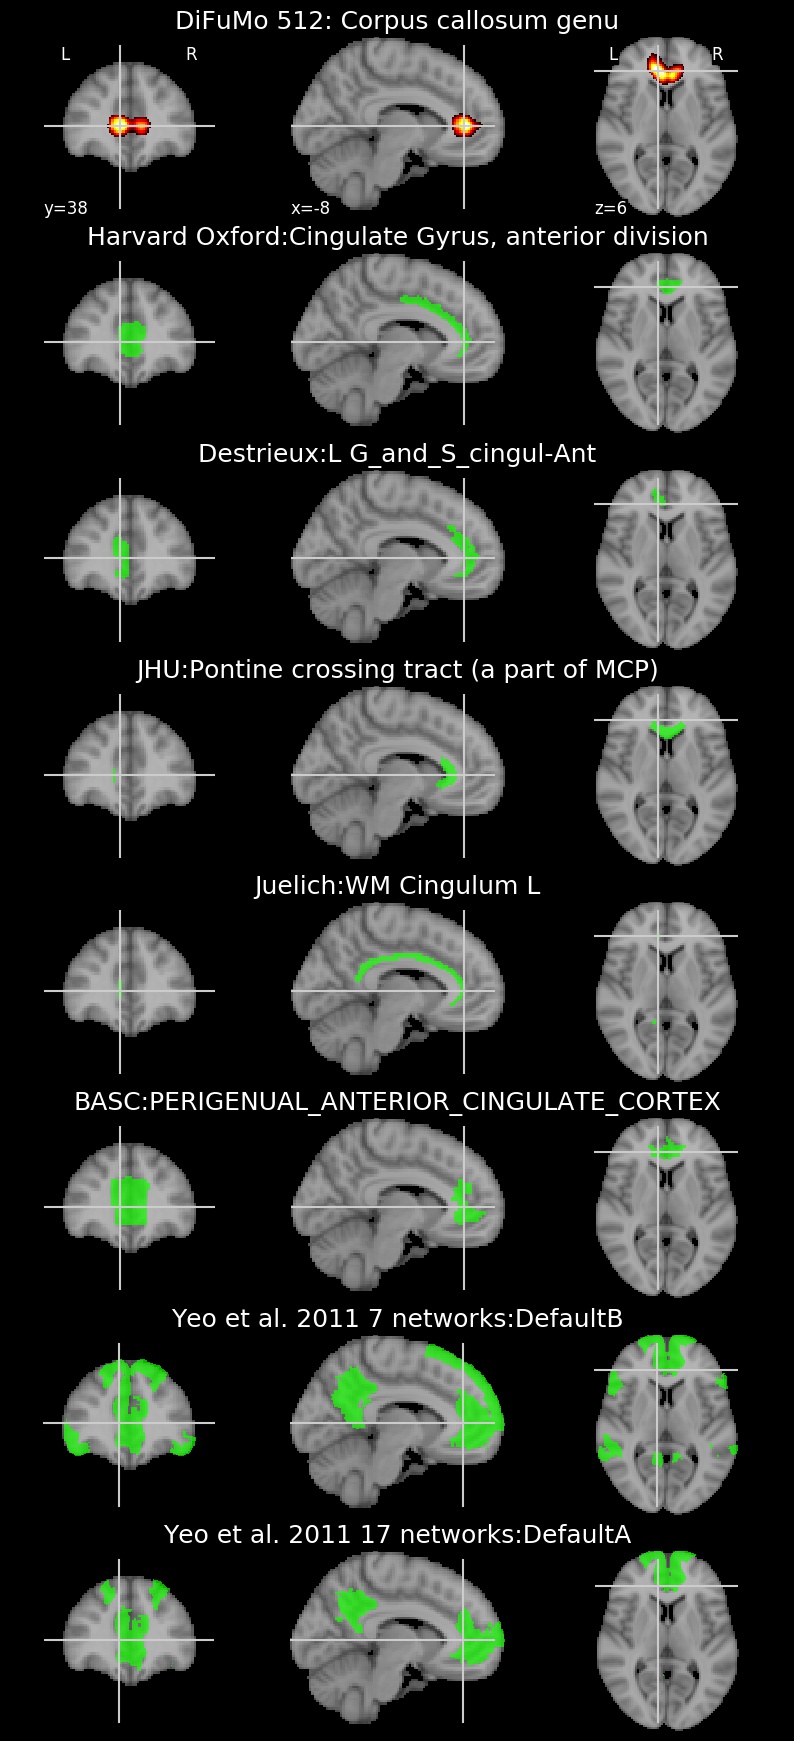 DiFuMo 512: Corpus callosum genu
L R L R
y=38 x=-8 z=6
Harvard Oxford:Cingulate Gyrus, anterior division
Destrieux:L G_and_S_cingul-Ant
JHU:Pontine crossing tract (a part of MCP)
Juelich:WM Cingulum L
BASC:PERIGENUAL_ANTERIOR_CINGULATE_CORTEX
Yeo et al. 2011 7 networks:DefaultB
Yeo et al. 2011 17 networks:DefaultA